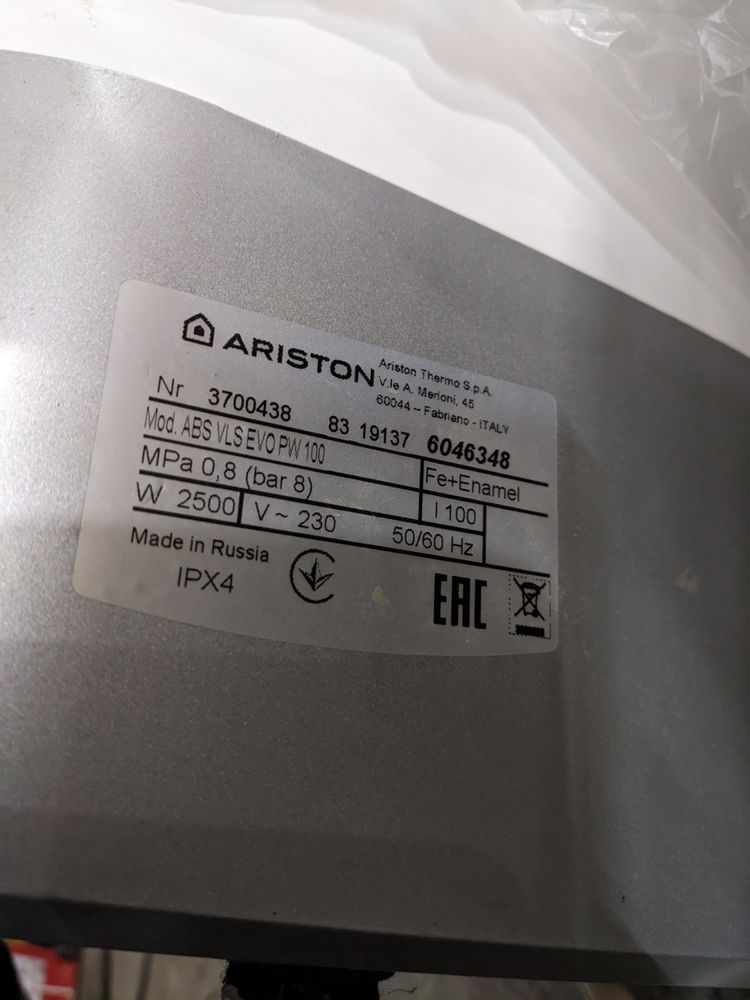 ARISTON
Ariston Thermo S.p.A.
V.le A. Merloni, 45
60044 – Fabriano - ITALY
Nr 3700438 83 19137 6046348
Mod. ABS VLS EVO PW 100
Fe+Enamel
MPa 0,8 (bar 8)
l 100
W 2500 V ~ 230 50/60 Hz
Made in Russia
IPX4
EAC